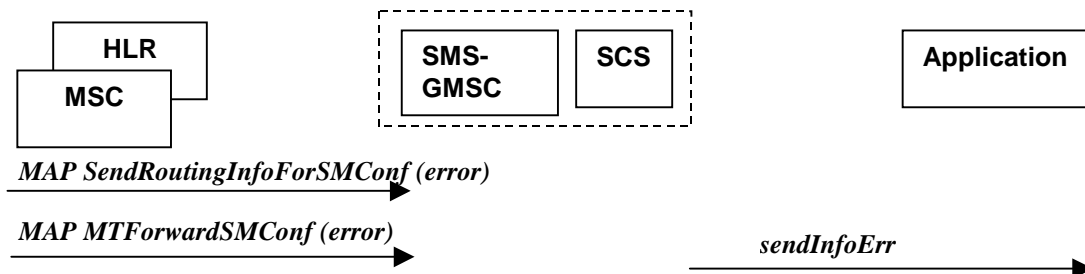 HLR
MSC
SMS-
GMSC
SCS
Application
MAP SendRoutingInfoForSMConf (error)
MAP MTForwardSMConf (error)
sendInfoErr